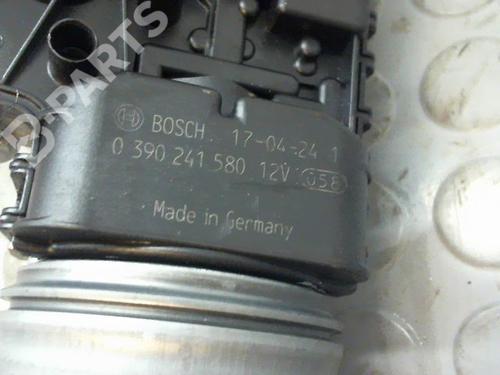 BOSCH 17-04-24 1
0 390 241 580 12V 058
Made in Germany
B-PARTS